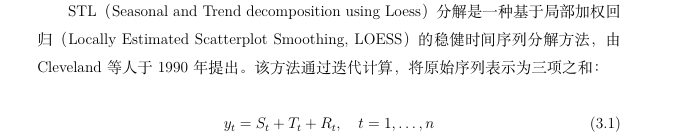 STL（Seasonal and Trend decomposition using Loess）分解是一种基于局部加权回
归（Locally Estimated Scatterplot Smoothing, LOESS）的稳健时间序列分解方法，由
Cleveland 等人于 1990 年提出。该方法通过迭代计算，将原始序列表示为三项之和：
y_t = S_t + T_t + R_t, t = 1, . . . , n (3.1)